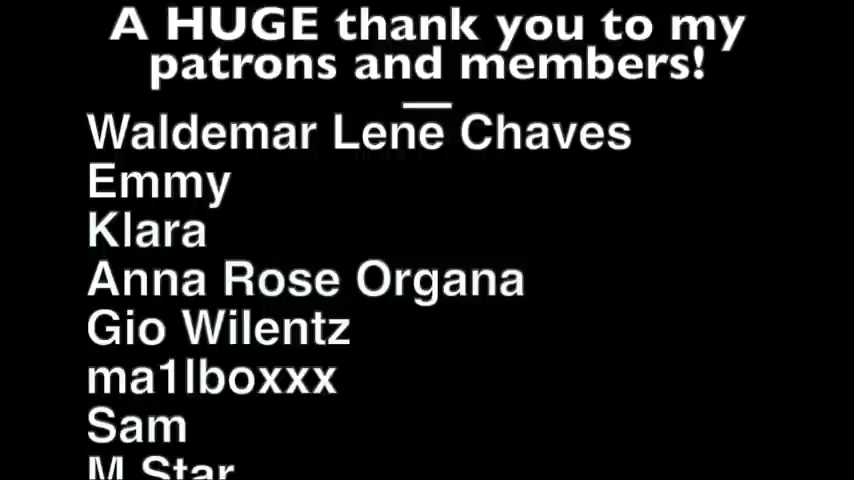 A HUGE thank you to my
patrons and members!
Waldemar Lene Chaves
Emmy
Klara
Anna Rose Organa
Gio Wilentz
ma1lboxxx
Sam
M Star